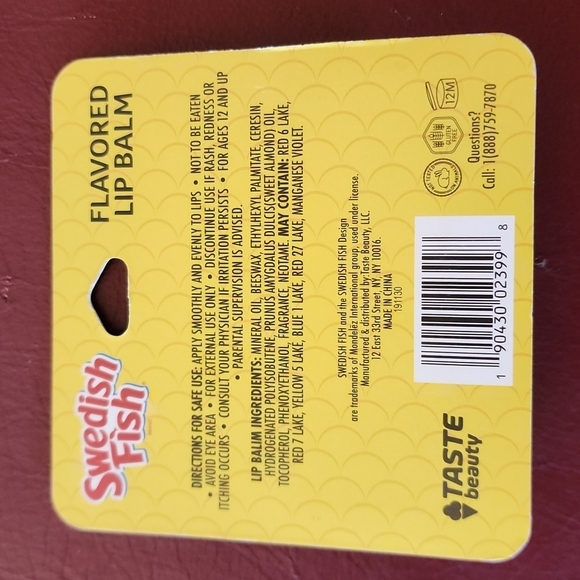 Swedish
Fish
FLAVORED
LIP BALM
DIRECTIONS FOR SAFE USE: APPLY SMOOTHLY AND EVENLY TO LIPS • NOT TO BE EATEN
• AVOID EYE AREA • FOR EXTERNAL USE ONLY • DISCONTINUE USE IF RASH, REDNESS OR
ITCHING OCCURS • CONSULT YOUR PHYSICIAN IF IRRITATION PERSISTS • FOR AGES 12 AND UP
• PARENTAL SUPERVISION IS ADVISED.
LIP BALM INGREDIENTS: MINERAL OIL, BEESWAX, ETHYLHEXYL PALMITATE, CERESIN,
HYDROGENATED POLYISOBUTENE, PRUNUS AMYGDALUS DULCIS(SWEET ALMOND) OIL,
TOCOPHEROL, PHENOXYETHANOL, FRAGRANCE, NEOTAME. MAY CONTAIN: RED 6 LAKE,
RED 7 LAKE, YELLOW 5 LAKE, BLUE 1 LAKE, RED 27 LAKE, MANGANESE VIOLET.
SWEDISH FISH and the SWEDISH FISH Design
are trademarks of Mondelēz International group, used under license.
Manufactured & distributed by: Taste Beauty, LLC
12 East 33rd Street, NY, NY 10016.
MADE IN CHINA
191130
TASTE
beauty
1 90430 02399 8
GLUTEN
FREE
12M
Questions?
Call: 1(888)759-7870